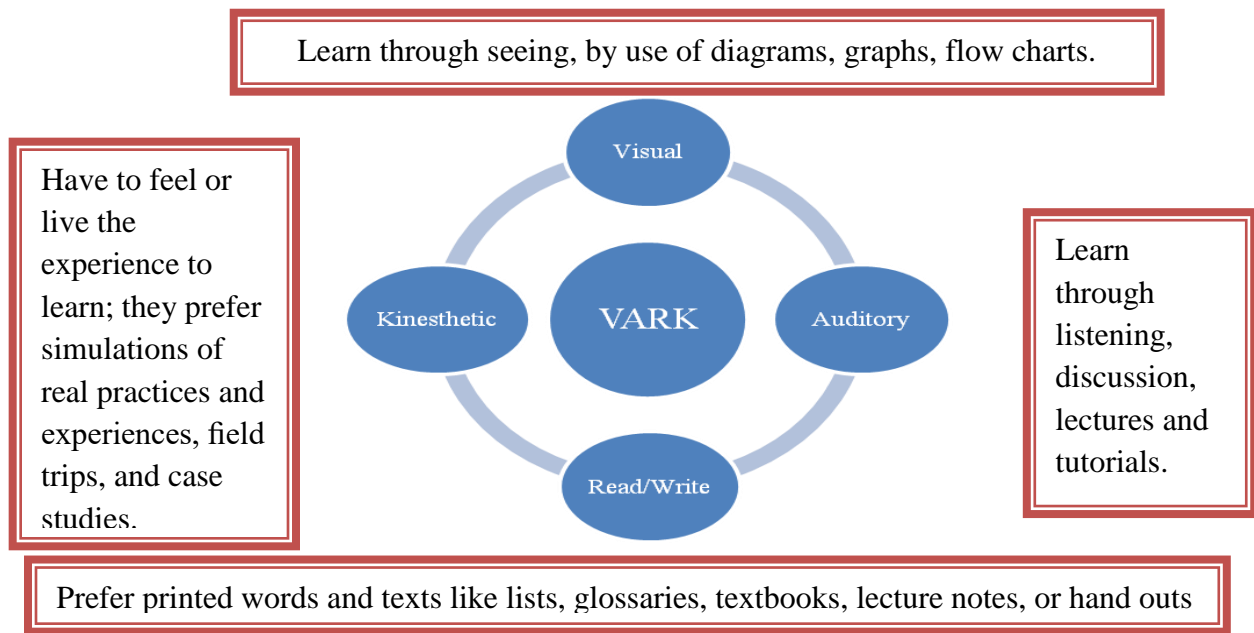 Learn through seeing, by use of diagrams, graphs, flow charts.
Visual
Have to feel or
live the
experience to
learn; they prefer
simulations of
real practices and
experiences, field
trips, and case
studies.
Kinesthetic
VARK
Auditory
Learn
through
listening,
discussion,
lectures and
tutorials.
Read/Write
Prefer printed words and texts like lists, glossaries, textbooks, lecture notes, or hand outs